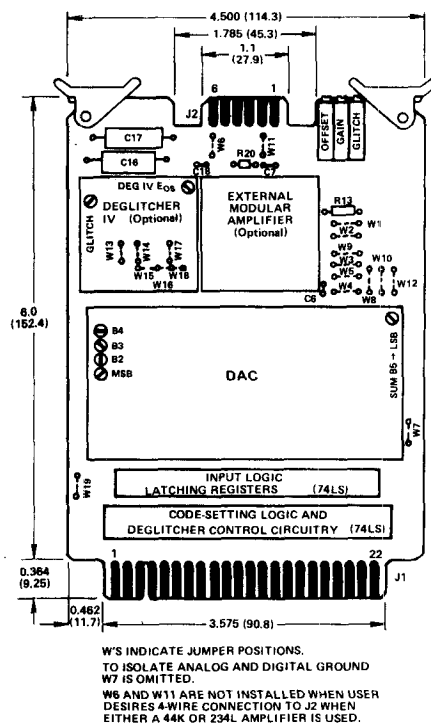 4.500 (114.3)
1.785 (45.3)
1.1
(27.9)
J2
6
1
C17
C16
W6
W11
R20
C18
C7
OFFSET
GAIN
GLITCH
DEG IV EOS
DEGLITCHER
IV (Optional)
GLITCH
W13
W14
W17
W15
W18
W16
EXTERNAL
MODULAR
AMPLIFIER
(Optional)
R13
W1
W2
W9
W3
W5
W4
W10
W12
W8
C6
6.0
(152.4)
B4
B3
B2
MSB
DAC
SUM B5 → LSB
W7
W19
INPUT LOGIC
LATCHING REGISTERS (74LS)
CODE-SETTING LOGIC AND
DEGLITCHER CONTROL CIRCUITRY (74LS)
1
22
J1
0.364
(9.25)
0.462
(11.7)
3.575 (90.8)
W'S INDICATE JUMPER POSITIONS.
TO ISOLATE ANALOG AND DIGITAL GROUND
W7 IS OMITTED.
W6 AND W11 ARE NOT INSTALLED WHEN USER
DESIRES 4-WIRE CONNECTION TO J2 WHEN
EITHER A 44K OR 234L AMPLIFIER IS USED.